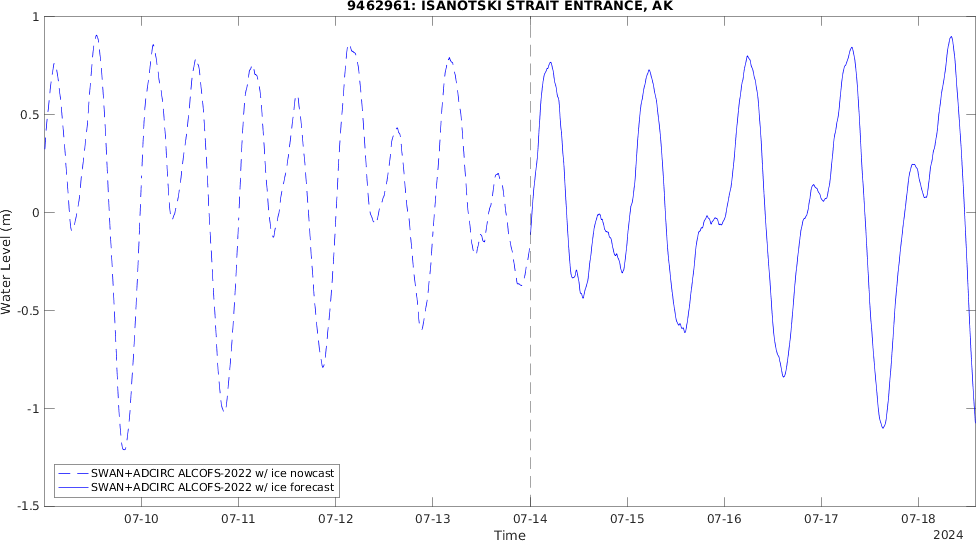 9462961: ISANOTSKI STRAIT ENTRANCE, AK
1
0.5
0
-0.5
-1
-1.5
Water Level (m)
SWAN+ADCIRC ALCOFS-2022 w/ ice nowcast
SWAN+ADCIRC ALCOFS-2022 w/ ice forecast
07-10 07-11 07-12 07-13 07-14 07-15 07-16 07-17 07-18
Time
2024